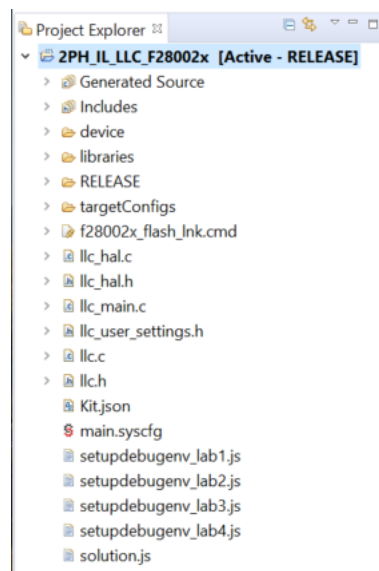 Project Explorer
2PH_IL_LLC_F28002x [Active - RELEASE]
Generated Source
Includes
device
libraries
RELEASE
targetConfigs
f28002x_flash_lnk.cmd
llc_hal.c
llc_hal.h
llc_main.c
llc_user_settings.h
llc.c
llc.h
Kit.json
main.syscfg
setupdebugenv_lab1.js
setupdebugenv_lab2.js
setupdebugenv_lab3.js
setupdebugenv_lab4.js
solution.js